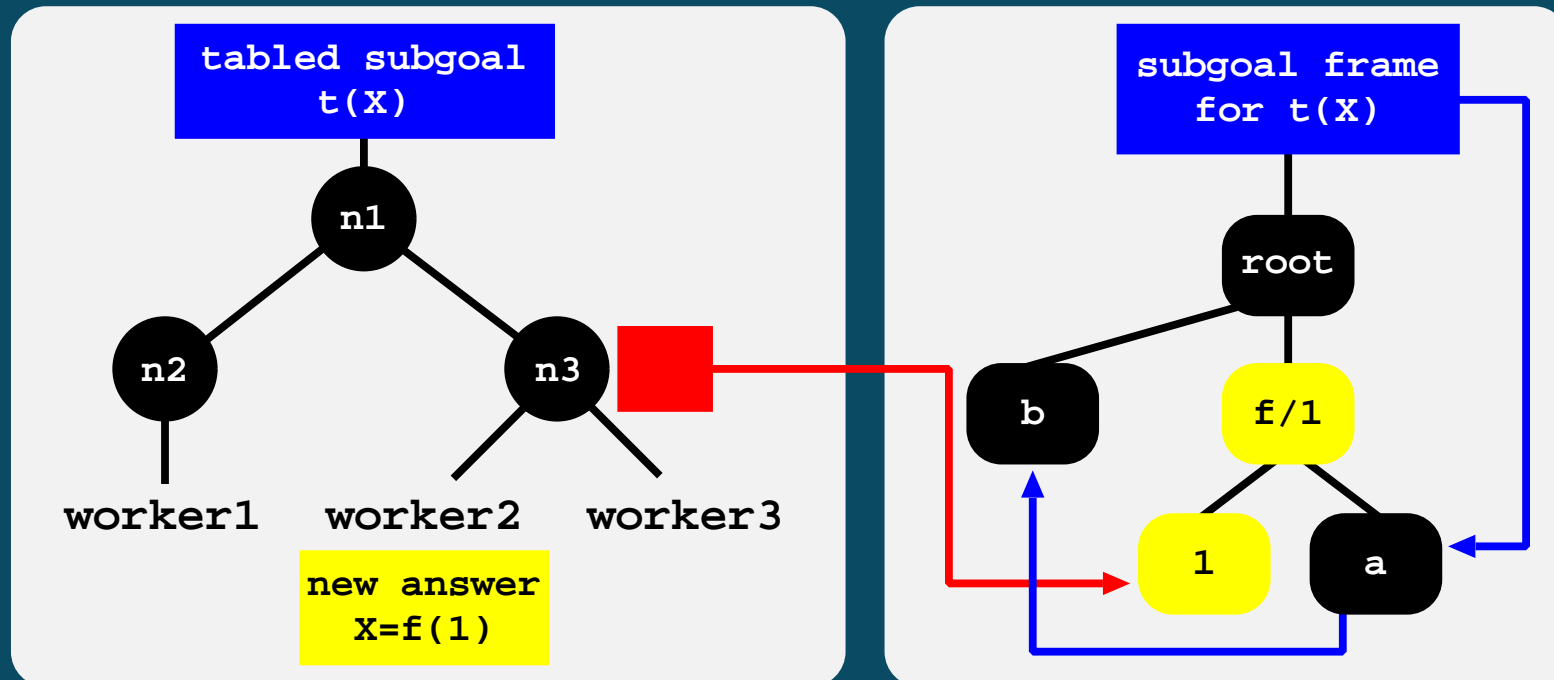 tabled subgoal
t(X)
n1
n2
n3
worker1
worker2
worker3
new answer
X=f(1)
subgoal frame
for t(X)
root
b
f/1
1
a